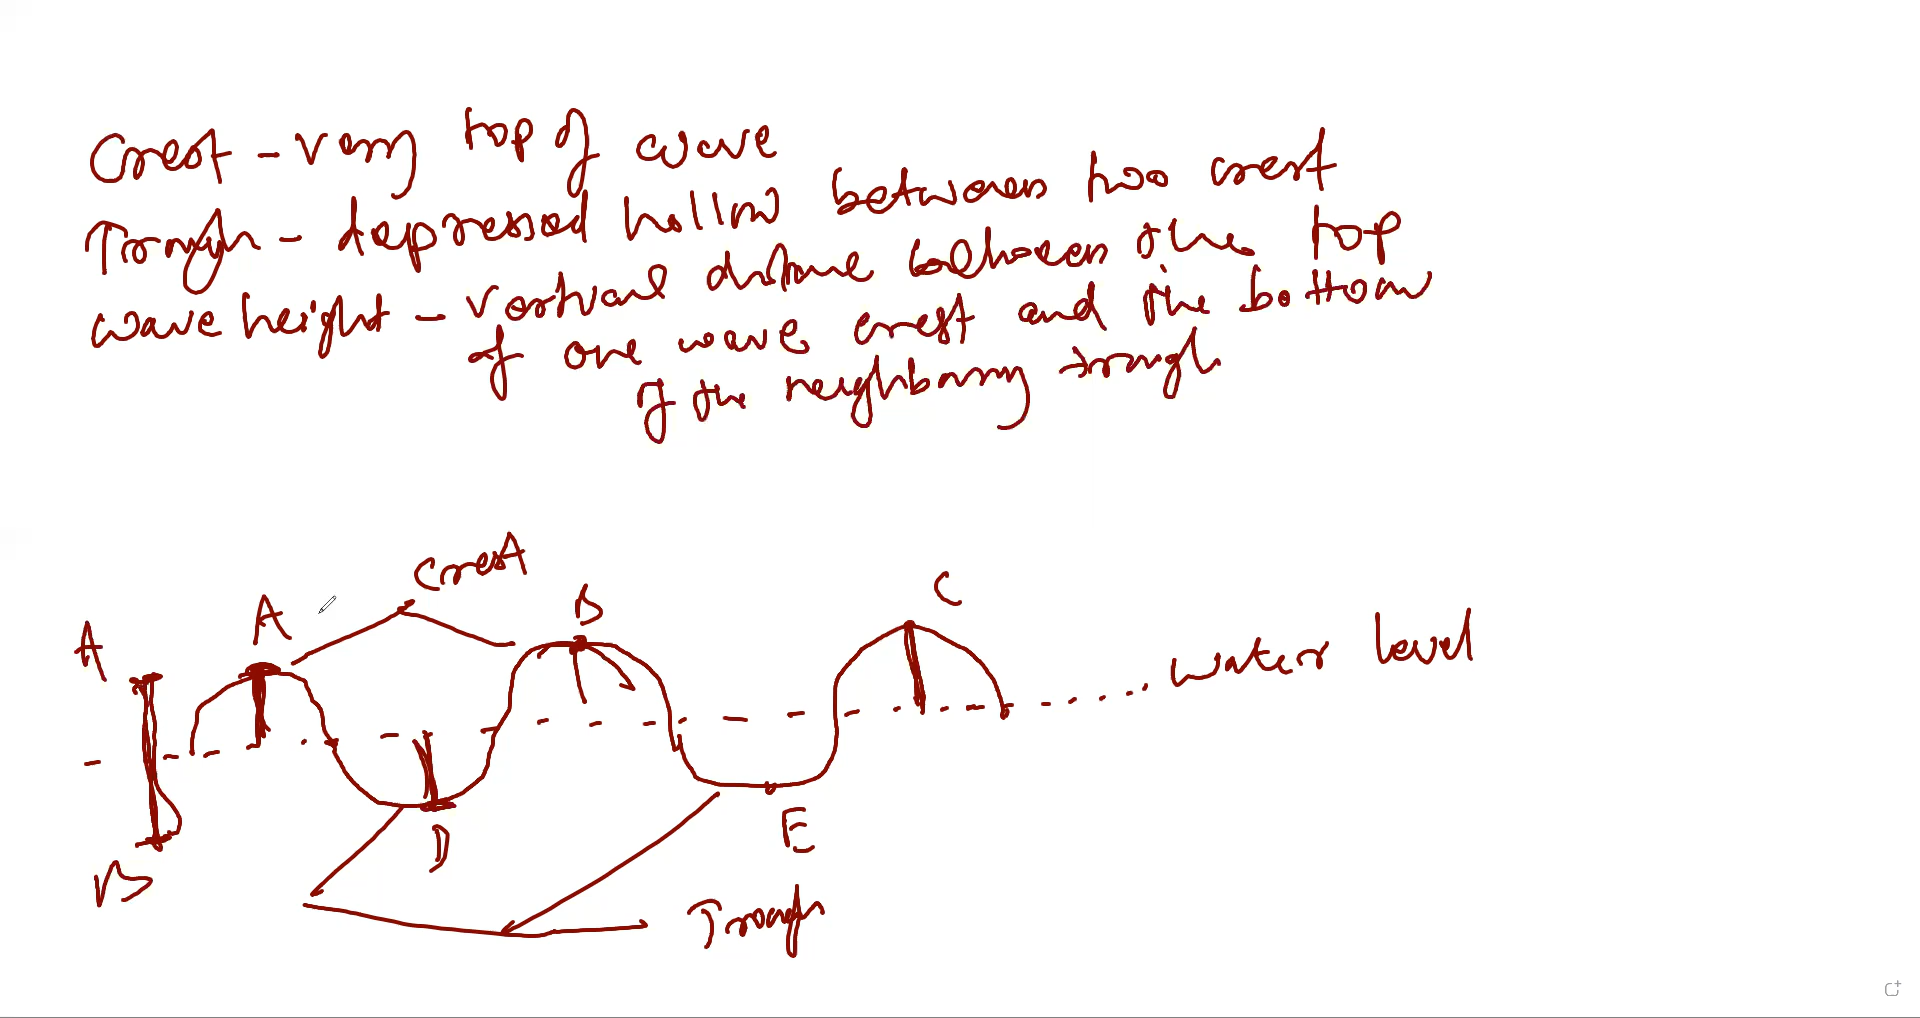 Crest - very top of wave
Trough - depressed hollow between two crest
wave height - vertical distance between the top
of one wave crest and the bottom
of the neighbouring trough
Crest
A
A
B
C
water level
D
E
B
Trough